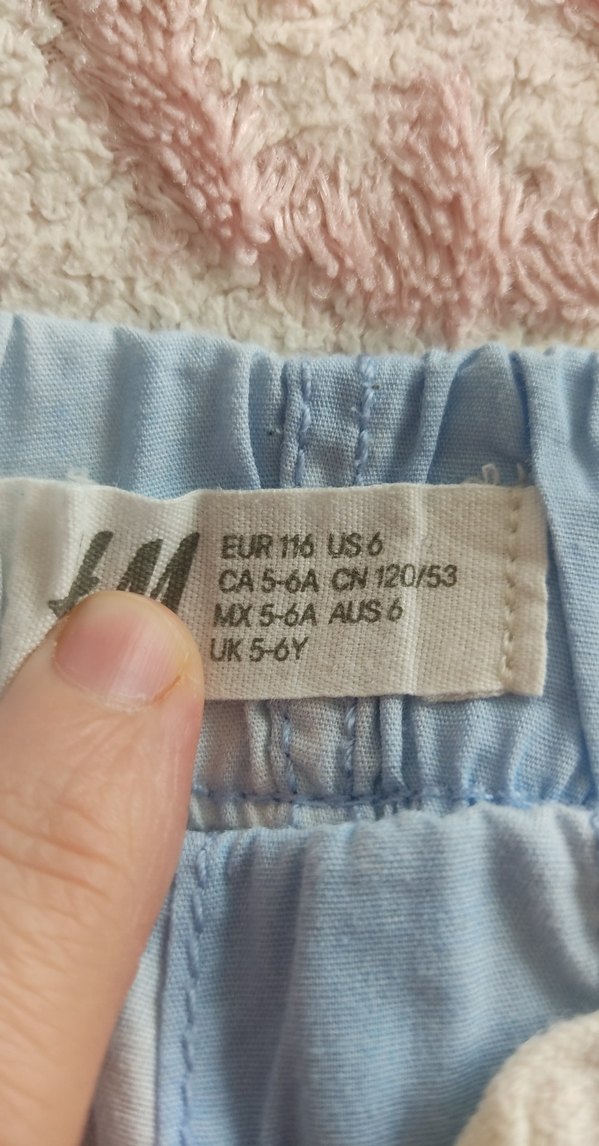 H&M
EUR 116 US 6
CA 5-6A CN 120/53
MX 5-6A AUS 6
UK 5-6Y